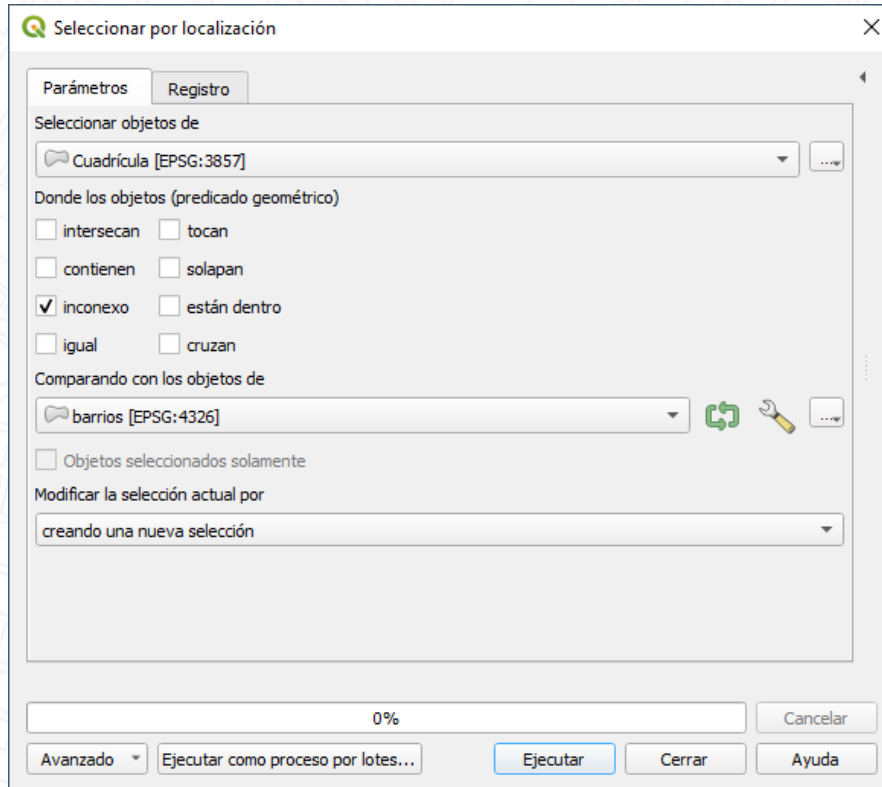 Seleccionar por localización
Parámetros Registro
Seleccionar objetos de
Cuadrícula [EPSG:3857]
...
Donde los objetos (predicado geométrico)
intersecan tocan
contienen solapan
inconexo están dentro
igual cruzan
Comparando con los objetos de
barrios [EPSG:4326]
...
Objetos seleccionados solamente
Modificar la selección actual por
creando una nueva selección
0% Cancelar
Avanzado Ejecutar como proceso por lotes... Ejecutar Cerrar Ayuda